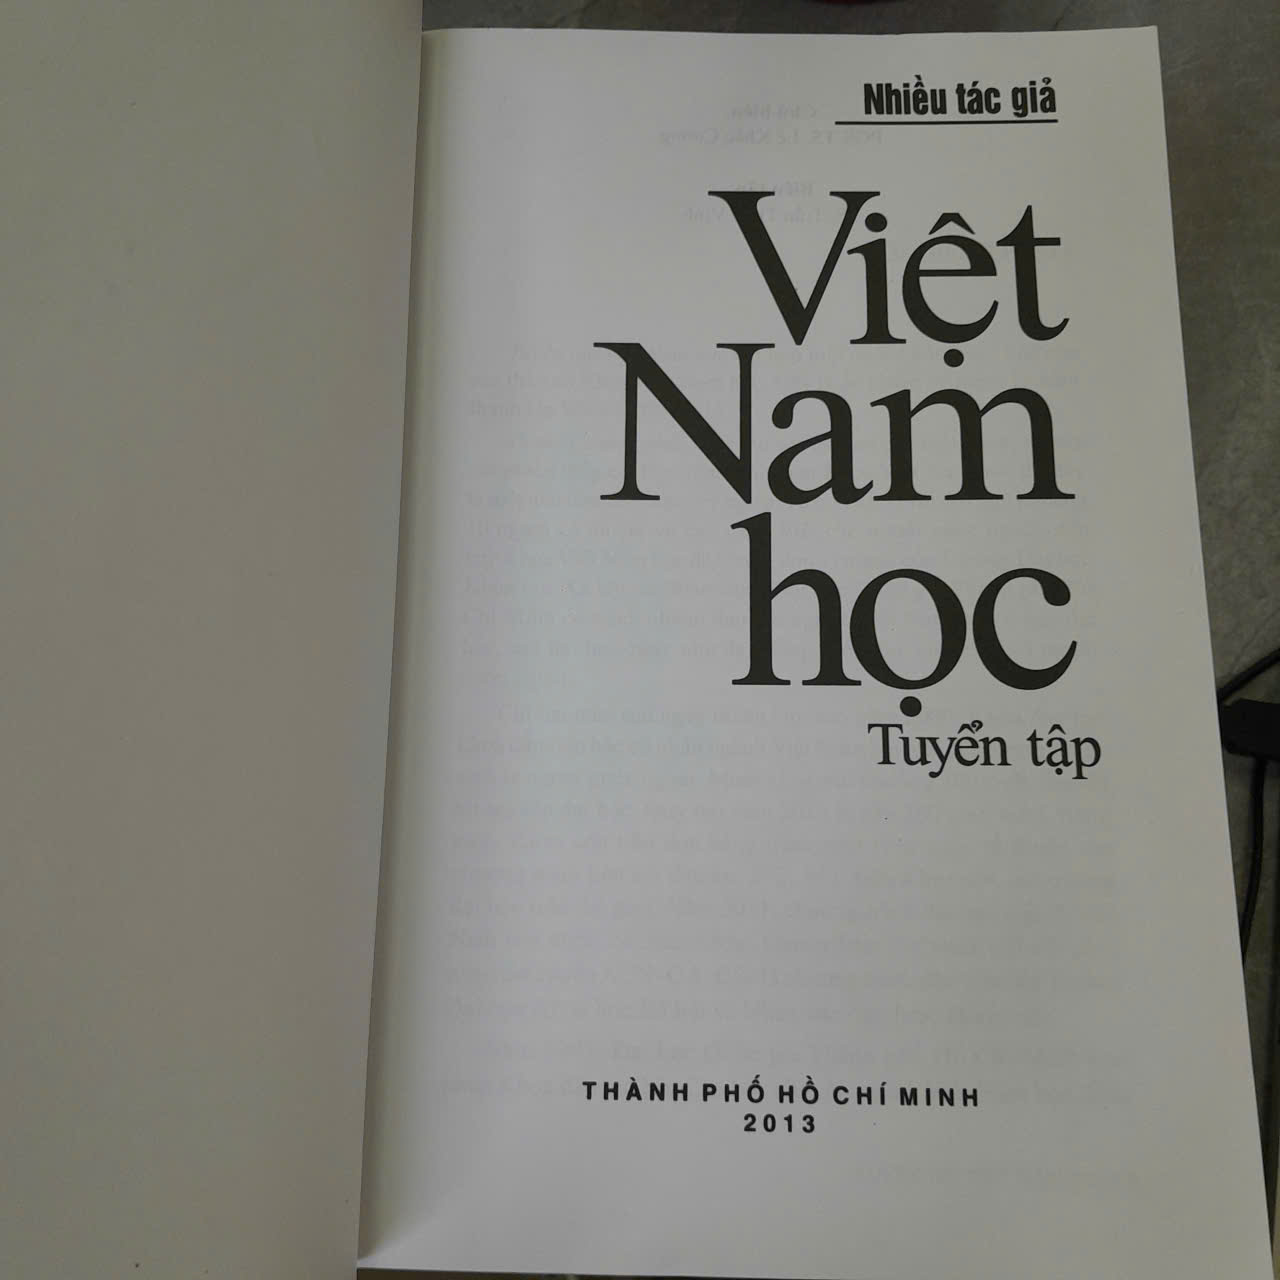 Nhiều tác giả
Việt
Nam
học
Tuyển tập
THÀNH PHỐ HỒ CHÍ MINH
2013